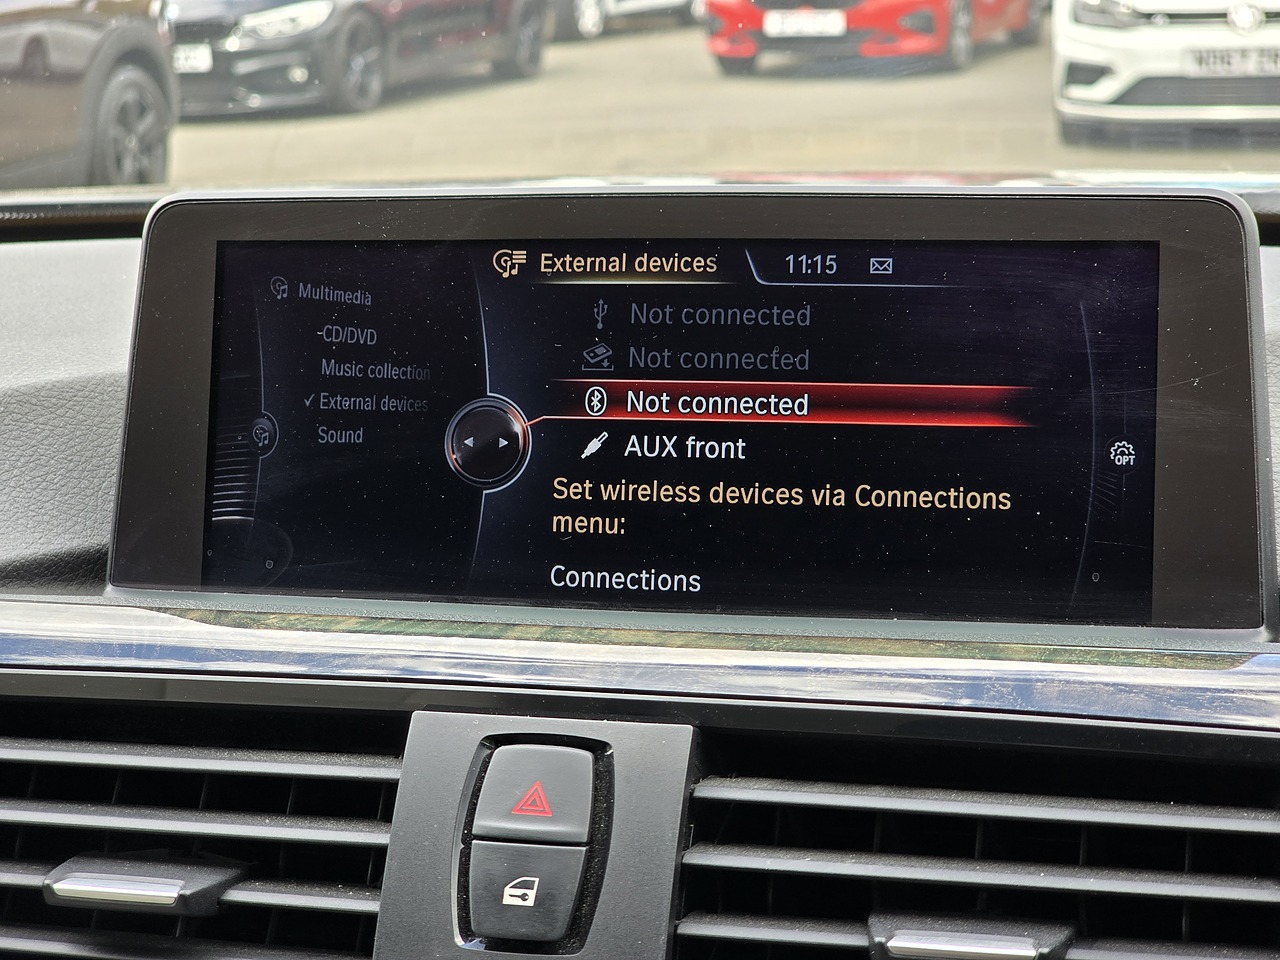 External devices 11:15
Multimedia
CD/DVD
Music collection
External devices
Sound
Not connected
Not connected
Not connected
AUX front
Set wireless devices via Connections
menu:
Connections
OPT